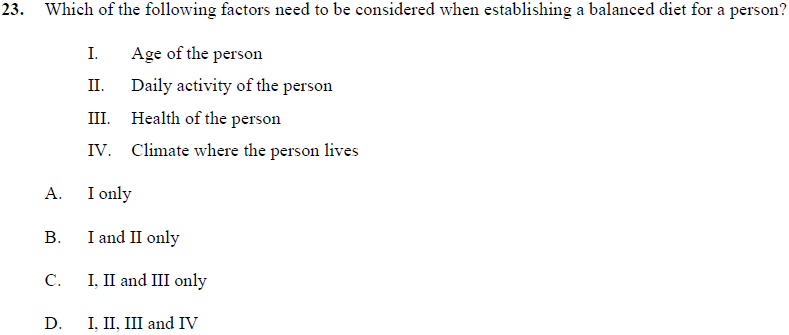 23. Which of the following factors need to be considered when establishing a balanced diet for a person?
I. Age of the person
II. Daily activity of the person
III. Health of the person
IV. Climate where the person lives
A. I only
B. I and II only
C. I, II and III only
D. I, II, III and IV